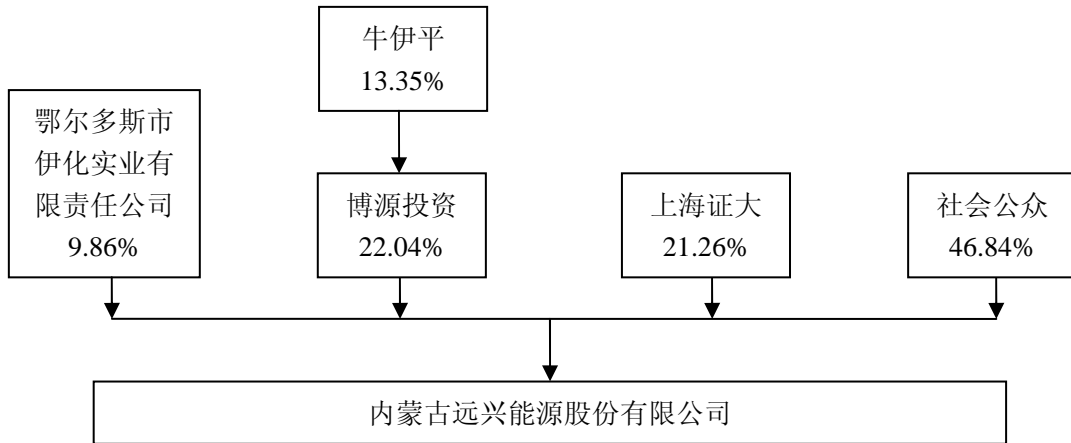 牛伊平
13.35%
鄂尔多斯市
伊化实业有
限责任公司
9.86%
博源投资
22.04%
上海证大
21.26%
社会公众
46.84%
内蒙古远兴能源股份有限公司